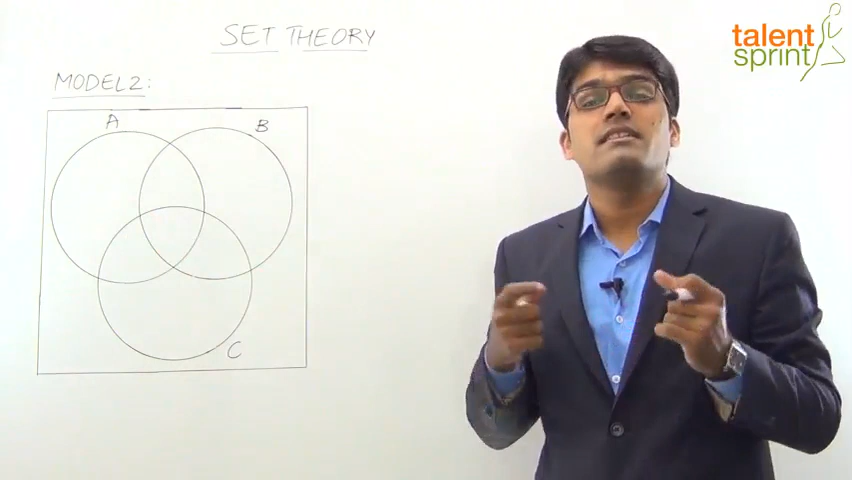 SET THEORY
talent
sprint
MODEL2:
A
B
C